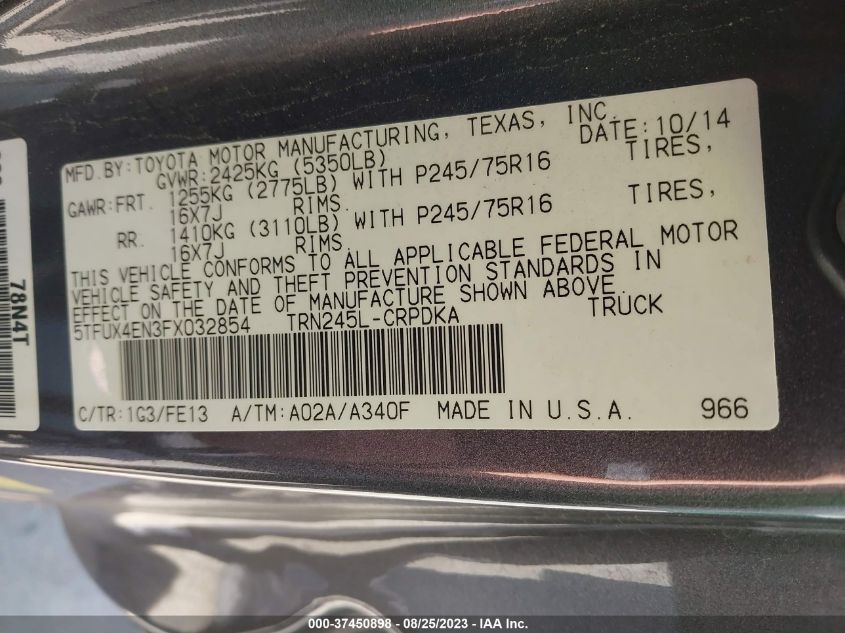 MFD.BY:TOYOTA MOTOR MANUFACTURING, TEXAS, INC.
GVWR:2425KG (5350LB) DATE:10/14
GAWR:FRT. 1255KG (2775LB) WITH P245/75R16 TIRES,
16X7J RIMS.
RR. 1410KG (3110LB) WITH P245/75R16 TIRES,
16X7J RIMS.
THIS VEHICLE CONFORMS TO ALL APPLICABLE FEDERAL MOTOR
VEHICLE SAFETY AND THEFT PREVENTION STANDARDS IN
EFFECT ON THE DATE OF MANUFACTURE SHOWN ABOVE.
5TFUX4EN3FX032854 TRN245L-CRPDKA TRUCK
C/TR:1G3/FE13 A/TM:A02A/A340F MADE IN U.S.A. 966
78N4T
000-37450898 - 08/25/2023 - IAA Inc.